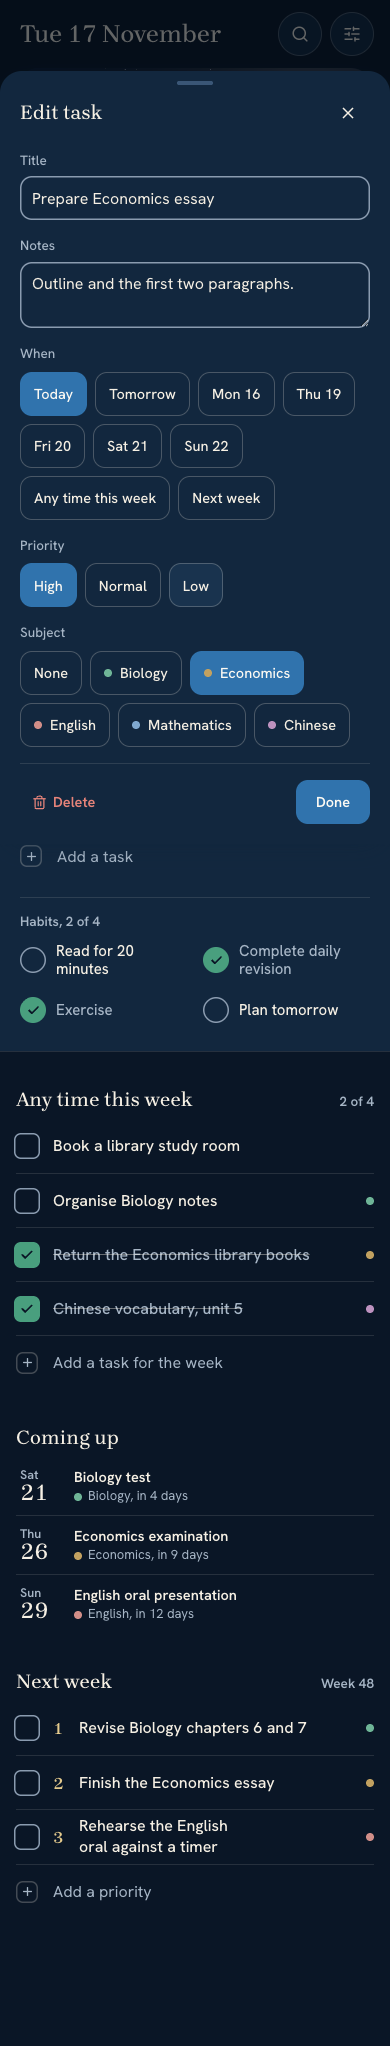 Tue 17 November
Edit task
Title
Prepare Economics essay
Notes
Outline and the first two paragraphs.
When
Today Tomorrow Mon 16 Thu 19
Fri 20 Sat 21 Sun 22
Any time this week Next week
Priority
High Normal Low
Subject
None Biology Economics
English Mathematics Chinese
Delete Done
Add a task
Habits, 2 of 4
Read for 20
minutes
Complete daily
revision
Exercise Plan tomorrow
Any time this week 2 of 4
Book a library study room
Organise Biology notes
Return the Economics library books
Chinese vocabulary, unit 5
Add a task for the week
Coming up
Sat
21
Biology test
Biology, in 4 days
Thu
26
Economics examination
Economics, in 9 days
Sun
29
English oral presentation
English, in 12 days
Next week Week 48
1 Revise Biology chapters 6 and 7
2 Finish the Economics essay
3 Rehearse the English
oral against a timer
Add a priority